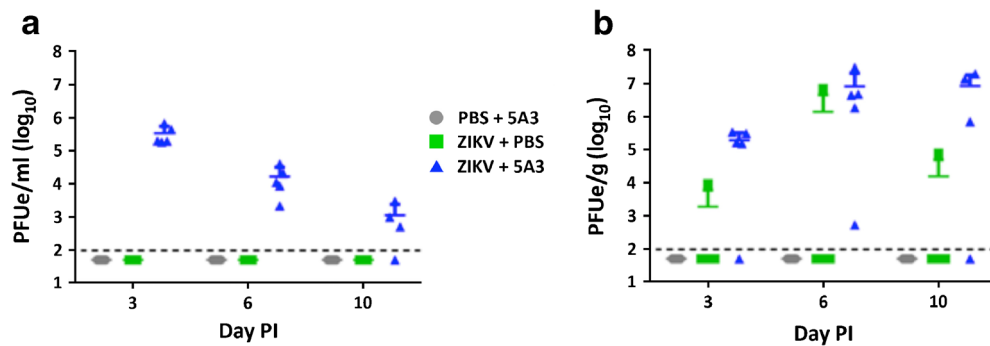 a
8
7
6
5
4
3
2
1
PFUe/ml (log10)
3
6
10
Day PI
PBS + 5A3
ZIKV + PBS
ZIKV + 5A3
b
8
7
6
5
4
3
2
1
PFUe/g (log10)
3
6
10
Day PI